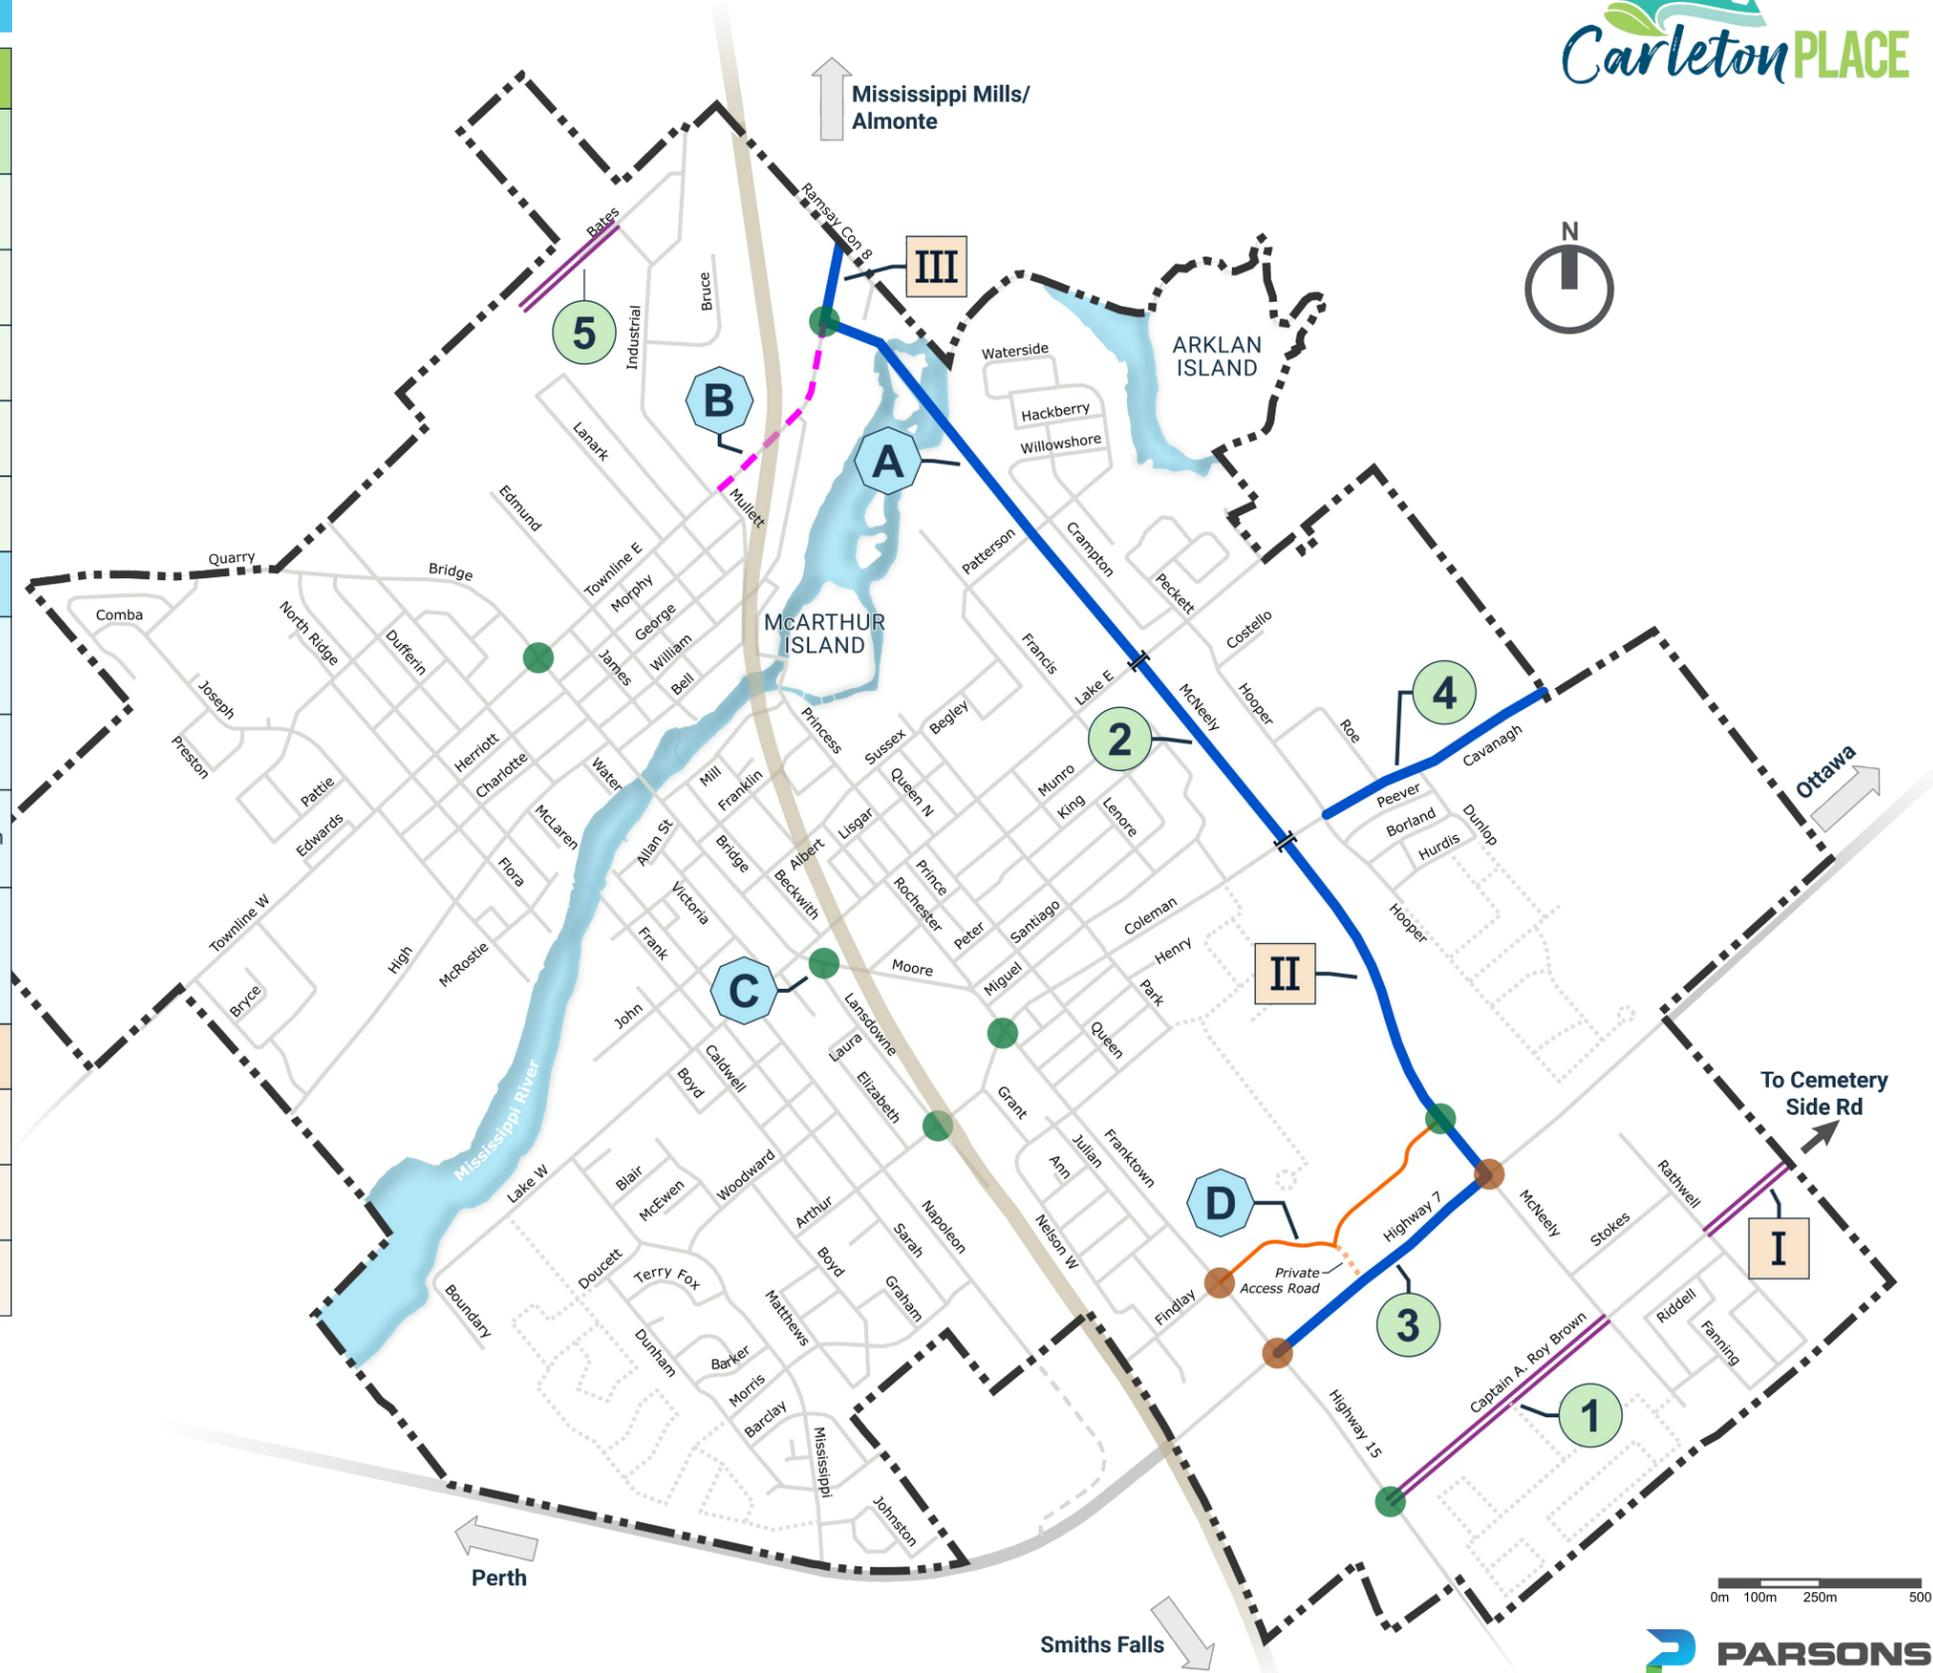 Carleton PLACE
Mississippi Mills/
Almonte
Ramsay Con 8
III
N
Bates
5
Bruce
Industrial
ARKLAN
ISLAND
Waterside
B
Hackberry
Lanark
Willowshore
A
Edmund
Mullett
Patterson
Crampton
Quarry
Bridge
Townline E
Morphy
Peckett
Comba
North Ridge
George
McARTHUR
ISLAND
Costello
Dufferin
James
William
Francis
Bell
Lake E
4
Joseph
McNeely
Hooper
Princess
Begley
Roe
Preston
Herriott
Sussex
2
Cavanagh
Charlotte
Water
Mill
Franklin
Queen N
Munro
Pattie
King
Peever
Ottawa
McLaren
Lisgar
Lenore
Borland
Dunlop
Edwards
Allan St
Bridge
Albert
Hurdis
Flora
Beckwith
Prince
Victoria
Rochester
Townline W
Santiago
Coleman
Hooper
Peter
Frank
High
McRostie
Henry
Moore
II
Miguel
C
Park
Bryce
John
Lansdowne
Laura
Queen
Caldwell
Boyd
Elizabeth
Mississippi River
Grant
To Cemetery
Side Rd
Julian
Franktown
Ann
Lake W
Blair
Woodward
McEwen
Rathwell
D
Highway 7
McNeely
Arthur
Napoleon
Stokes
Sarah
Nelson W
I
Doucett
Boyd
Terry Fox
Private
Access Road
Findlay
Graham
Boundary
Matthews
3
Riddell
Dunham
Barker
Captain A. Roy Brown
Fanning
Morris
Highway 15
Barclay
1
Mississippi
Johnston
Perth
0m 100m 250m 500
Smiths Falls
PARSONS